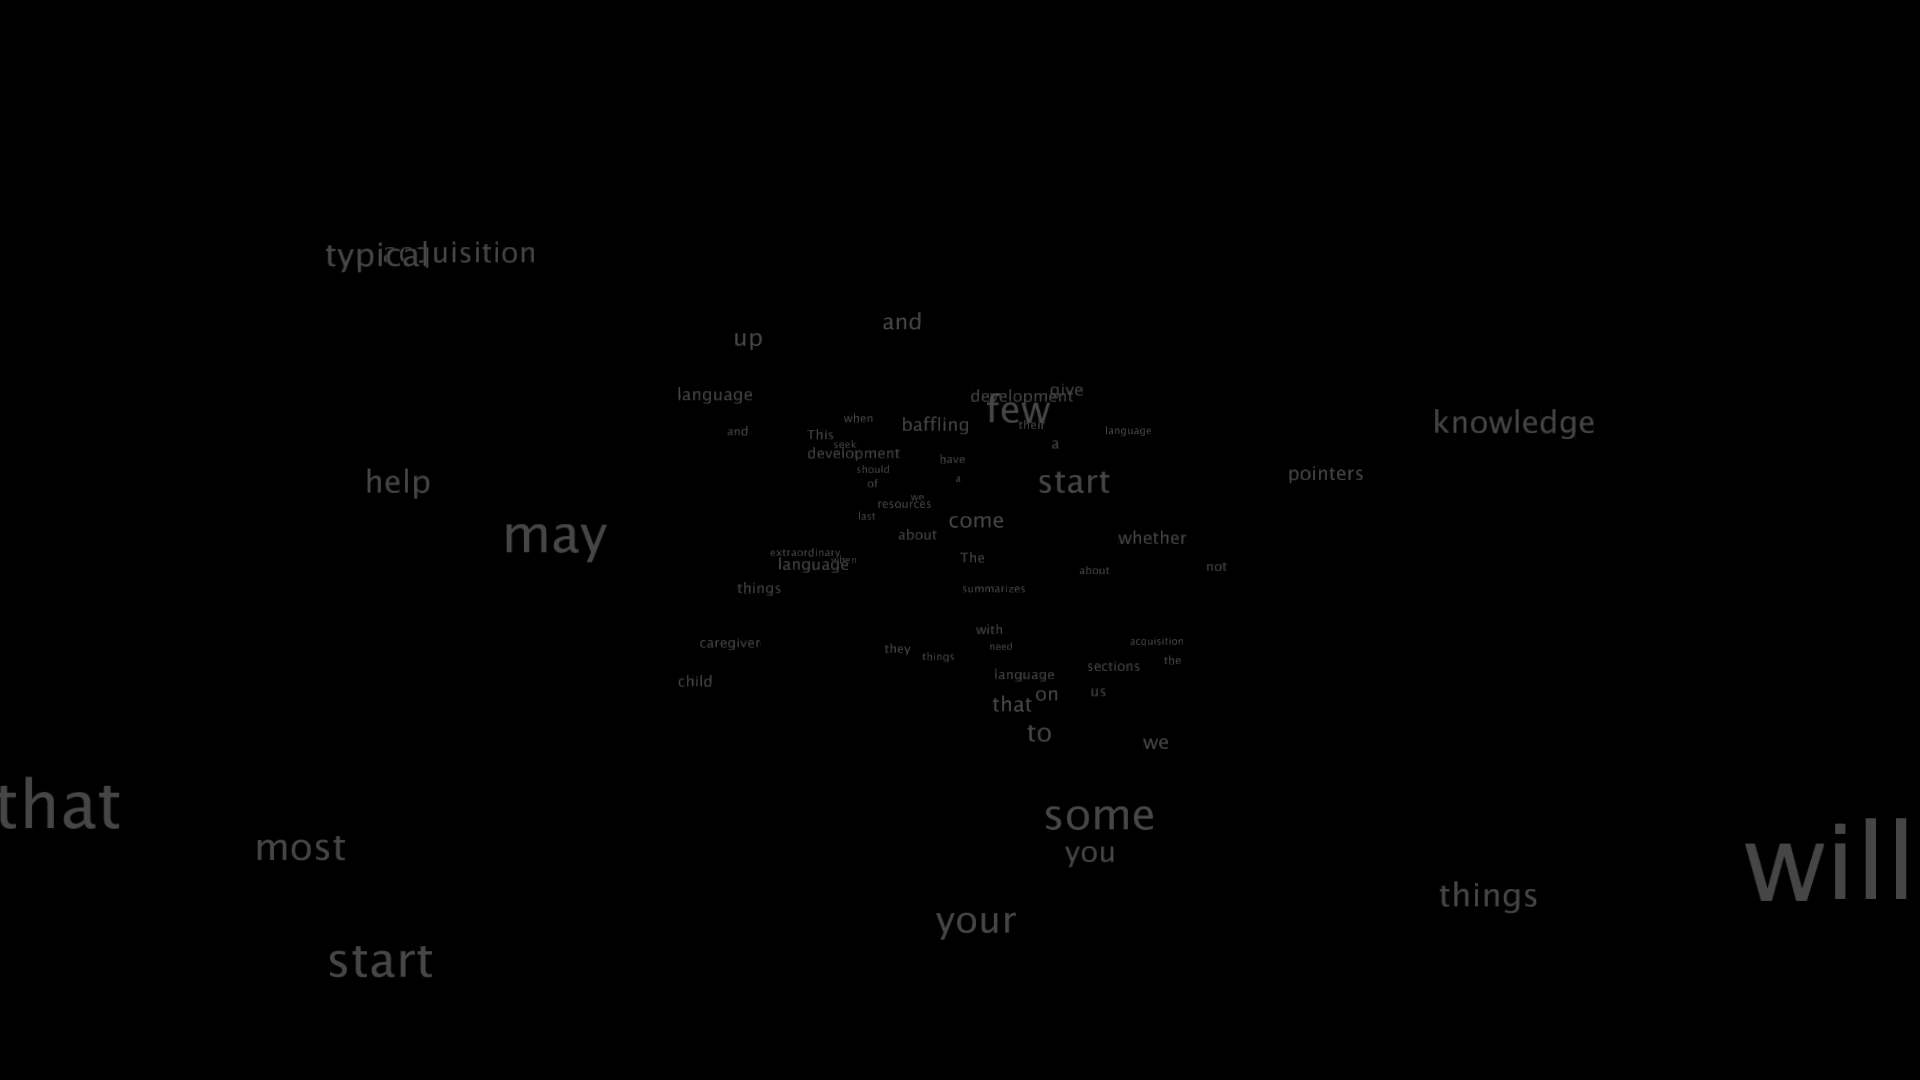 typical acquisition
and
up
language
development
give
few
when
and
This
baffling
their
language
knowledge
seek
a
development
have
should
a
of
help
start
pointers
we
resources
last
come
may
about
whether
extraordinary
when
The
language
about
not
things
summarizes
with
caregiver
they
need
acquisition
things
the
sections
child
language
us
that
on
to
we
that
some
most
you
will
things
your
start